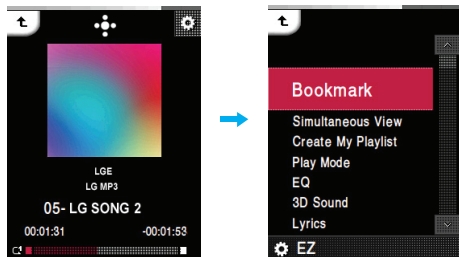 LGE
LG MP3
05- LG SONG 2
00:01:31 -00:01:53
Bookmark
Simultaneous View
Create My Playlist
Play Mode
EQ
3D Sound
Lyrics
EZ